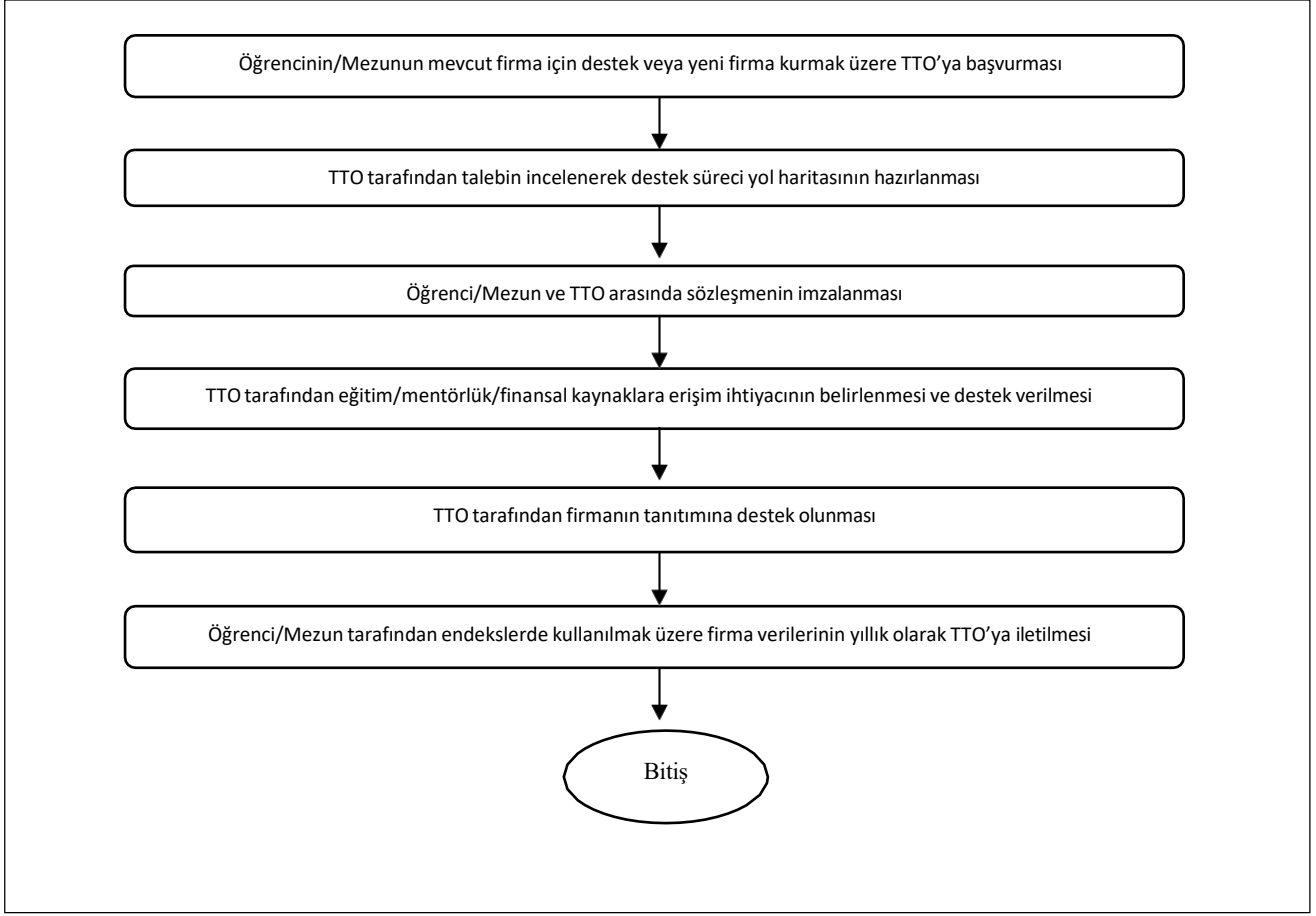 Öğrencinin/Mezunun mevcut firma için destek veya yeni firma kurmak üzere TTO’ya başvurması
TTO tarafından talebin incelenerek destek süreci yol haritasının hazırlanması
Öğrenci/Mezun ve TTO arasında sözleşmenin imzalanması
TTO tarafından eğitim/mentörlük/finansal kaynaklara erişim ihtiyacının belirlenmesi ve destek verilmesi
TTO tarafından firmanın tanıtımına destek olunması
Öğrenci/Mezun tarafından endekslerde kullanılmak üzere firma verilerinin yıllık olarak TTO’ya iletilmesi
Bitiş